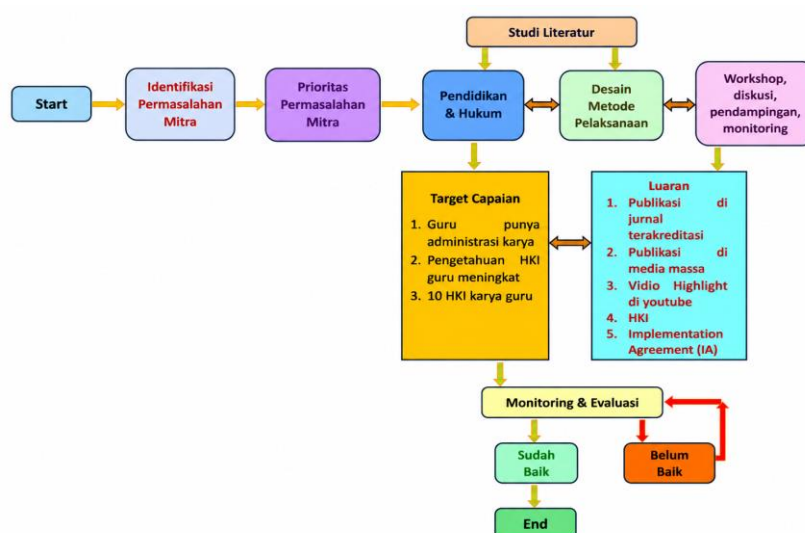 Studi Literatur
Start
Identifikasi
Permasalahan
Mitra
Prioritas
Permasalahan
Mitra
Pendidikan
& Hukum
Desain
Metode
Pelaksanaan
Workshop,
diskusi,
pendampingan,
monitoring
Target Capaian
1. Guru punya
administrasi karya
2. Pengetahuan HKI
guru meningkat
3. 10 HKI karya guru
Luaran
1. Publikasi di
jurnal
terakreditasi
2. Publikasi di
media massa
3. Vidio Highlight
di youtube
4. HKI
5. Implementation
Agreement (IA)
Monitoring & Evaluasi
Sudah
Baik
Belum
Baik
End